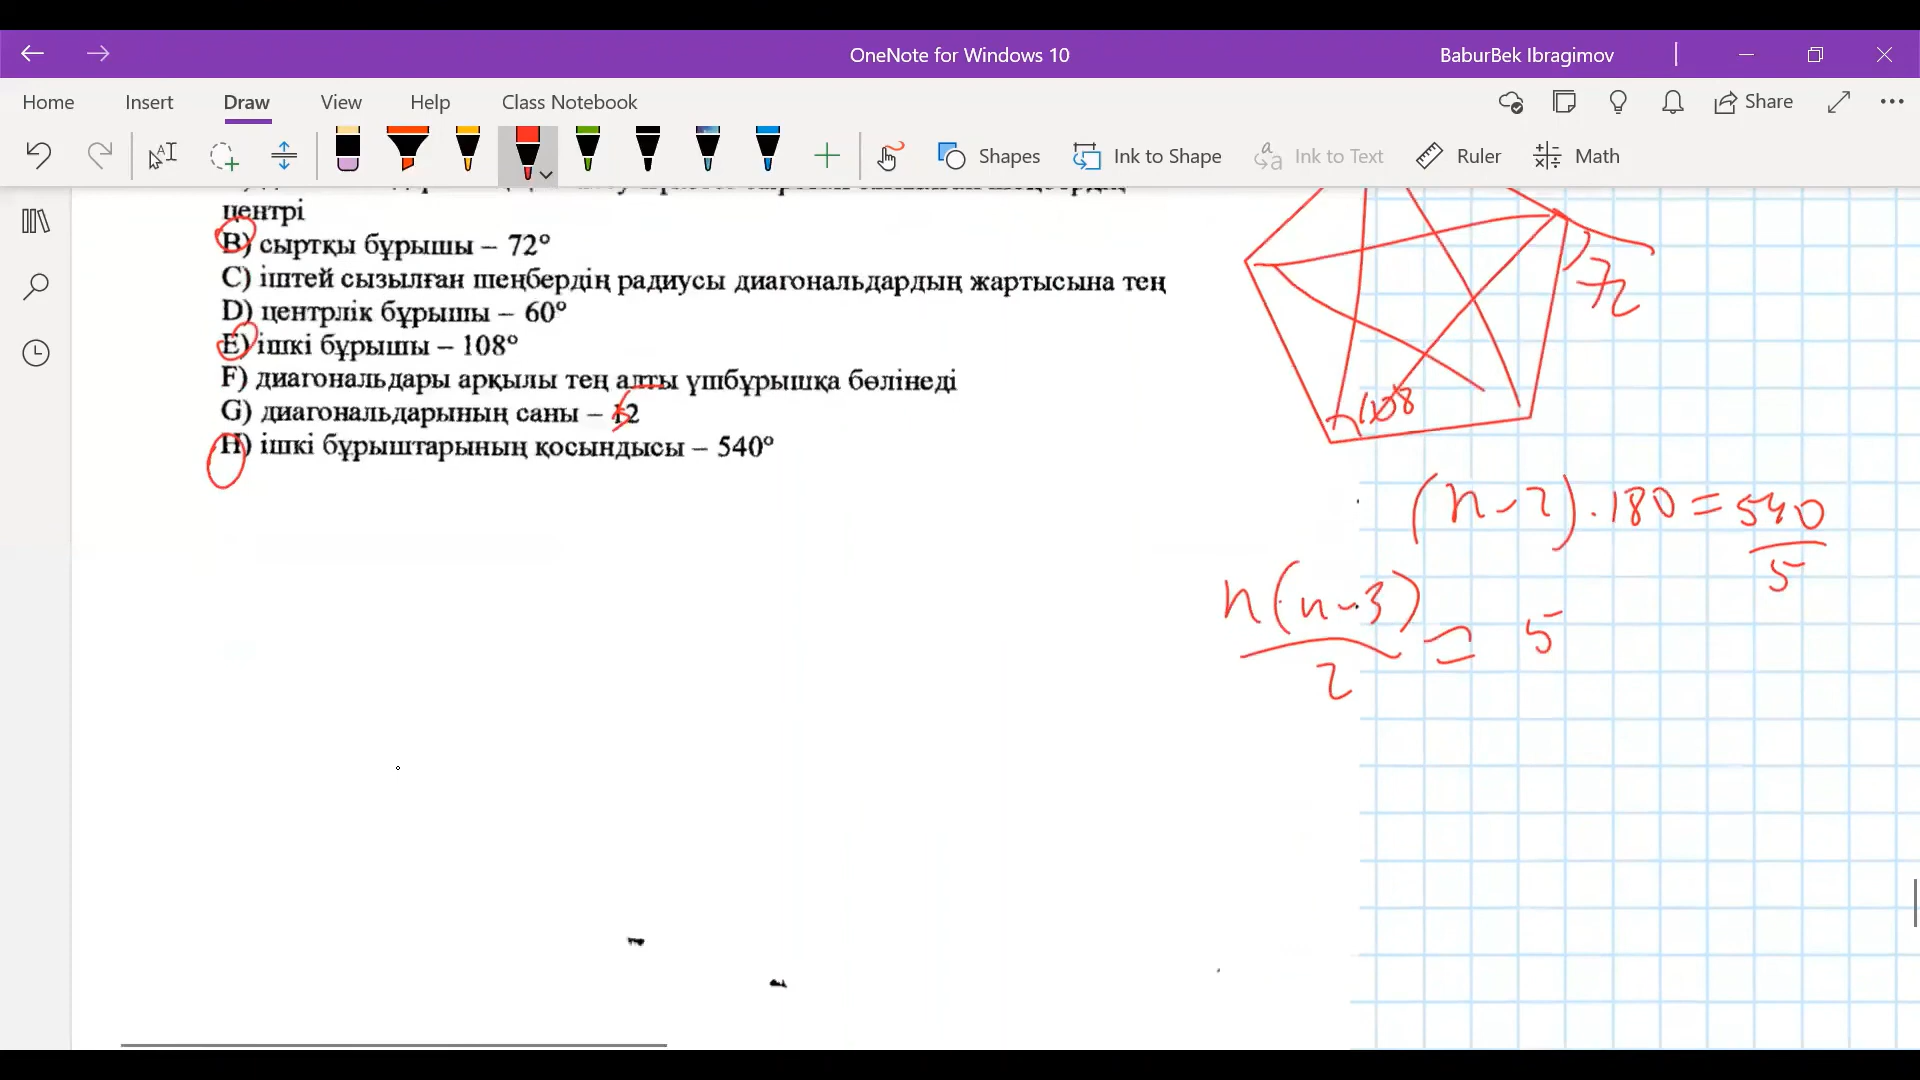 OneNote for Windows 10
BaburBek Ibragimov
Home Insert Draw View Help Class Notebook
Share
Shapes Ink to Shape Ink to Text Ruler Math
центрі
B) сыртқы бұрышы – 72°
C) іштей сызылған шеңбердің радиусы диагональдардың жартысына тең
D) центрлік бұрышы – 60°
E) ішкі бұрышы – 108°
F) диагональдары арқылы тең алты үшбұрышқа бөлінеді
G) диагональдарының саны – 12
H) ішкі бұрыштарының қосындысы – 540°
72
108
(n-2).180=540
5
n(n-3)
= 5
2